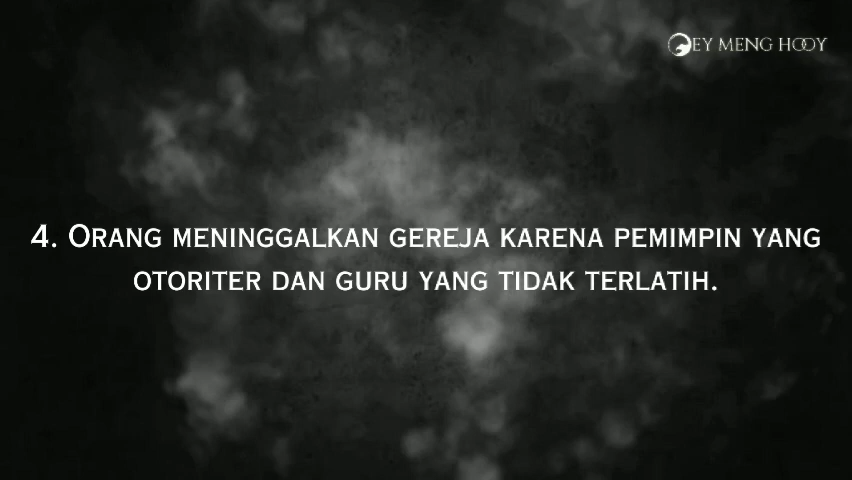 EY MENG HOOY
4. Orang meninggalkan gereja karena pemimpin yang
otoriter dan guru yang tidak terlatih.